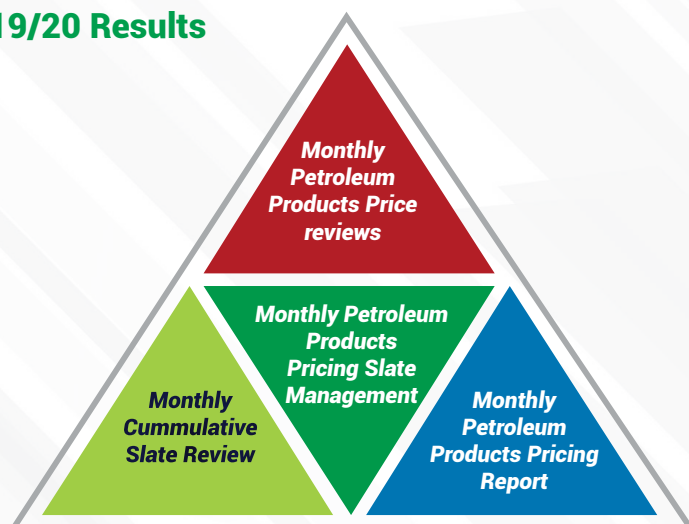 19/20 Results
Monthly
Petroleum
Products Price
reviews
Monthly Petroleum
Products
Pricing Slate
Management
Monthly
Cummulative
Slate Review
Monthly
Petroleum
Products Pricing
Report